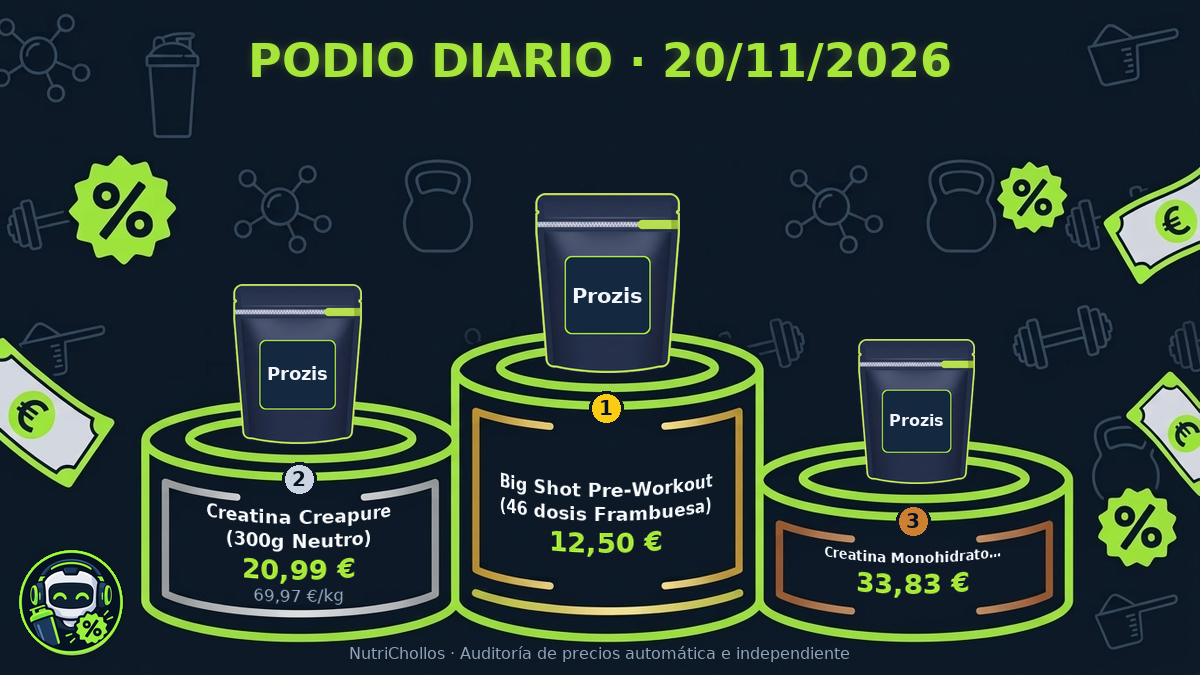 PODIO DIARIO · 20/11/2026
%
%
€
Prozis
1
Big Shot Pre-Workout
(46 dosis Frambuesa)
12,50 €
Prozis
2
Creatina Creapure
(300g Neutro)
20,99 €
69,97 €/kg
Prozis
3
Creatina Monohidrato...
33,83 €
€
€
%
%
NutriChollos · Auditoría de precios automática e independiente